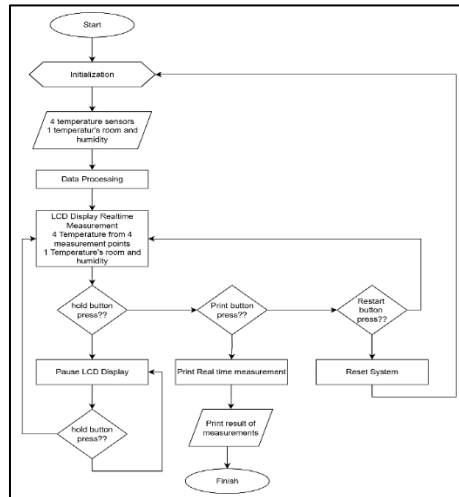 Start
Initialization
4 temperature sensors
1 temperatur's room and
humidity
Data Processing
LCD Display Realtime
Measurement
4 Temperature from 4
measurement points
1 Temperature's room and
humidity
hold button
press??
Print button
press??
Restart
button
press??
Pause LCD Display
Print Real time measurement
Reset System
hold button
press??
Print result of
measurements
Finish